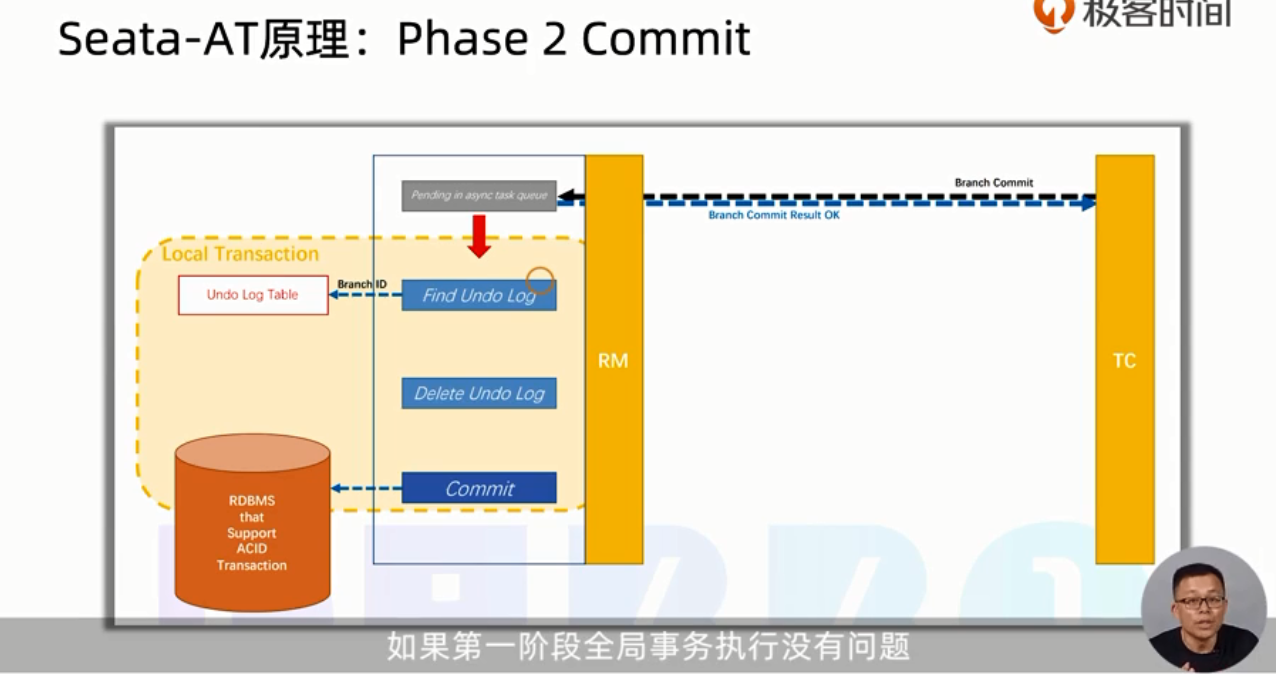 Seata-AT原理：Phase 2 Commit
极客时间
Pending in async task queue
Branch Commit
Branch Commit Result OK
Local Transaction
Undo Log Table
Branch ID
Find Undo Log
RM
TC
Delete Undo Log
Commit
RDBMS
that
Support
ACID
Transaction
如果第一阶段全局事务执行没有问题